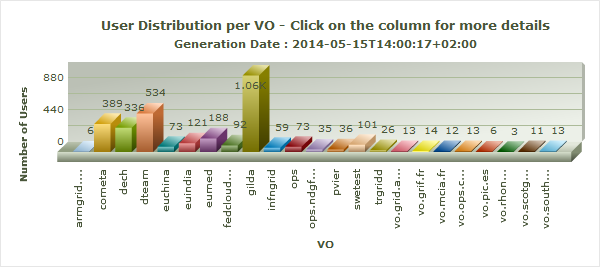 User Distribution per VO - Click on the column for more details
Generation Date : 2014-05-15T14:00:17+02:00
Number of Users
880
440
0
6
389
336
534
73
121
188
92
1.06K
59
73
35
36
101
26
13
14
12
13
6
3
11
13
armgrid....
cometa
dech
dteam
euchina
euindia
eumed
fedcloud...
gilda
infngrid
ops
ops.ndgf...
pvier
swetest
trgridd
vo.grid.a...
vo.grif.fr
vo.mcia.fr
vo.ops.c...
vo.pic.es
vo.rhon...
vo.scotg...
vo.south...
VO